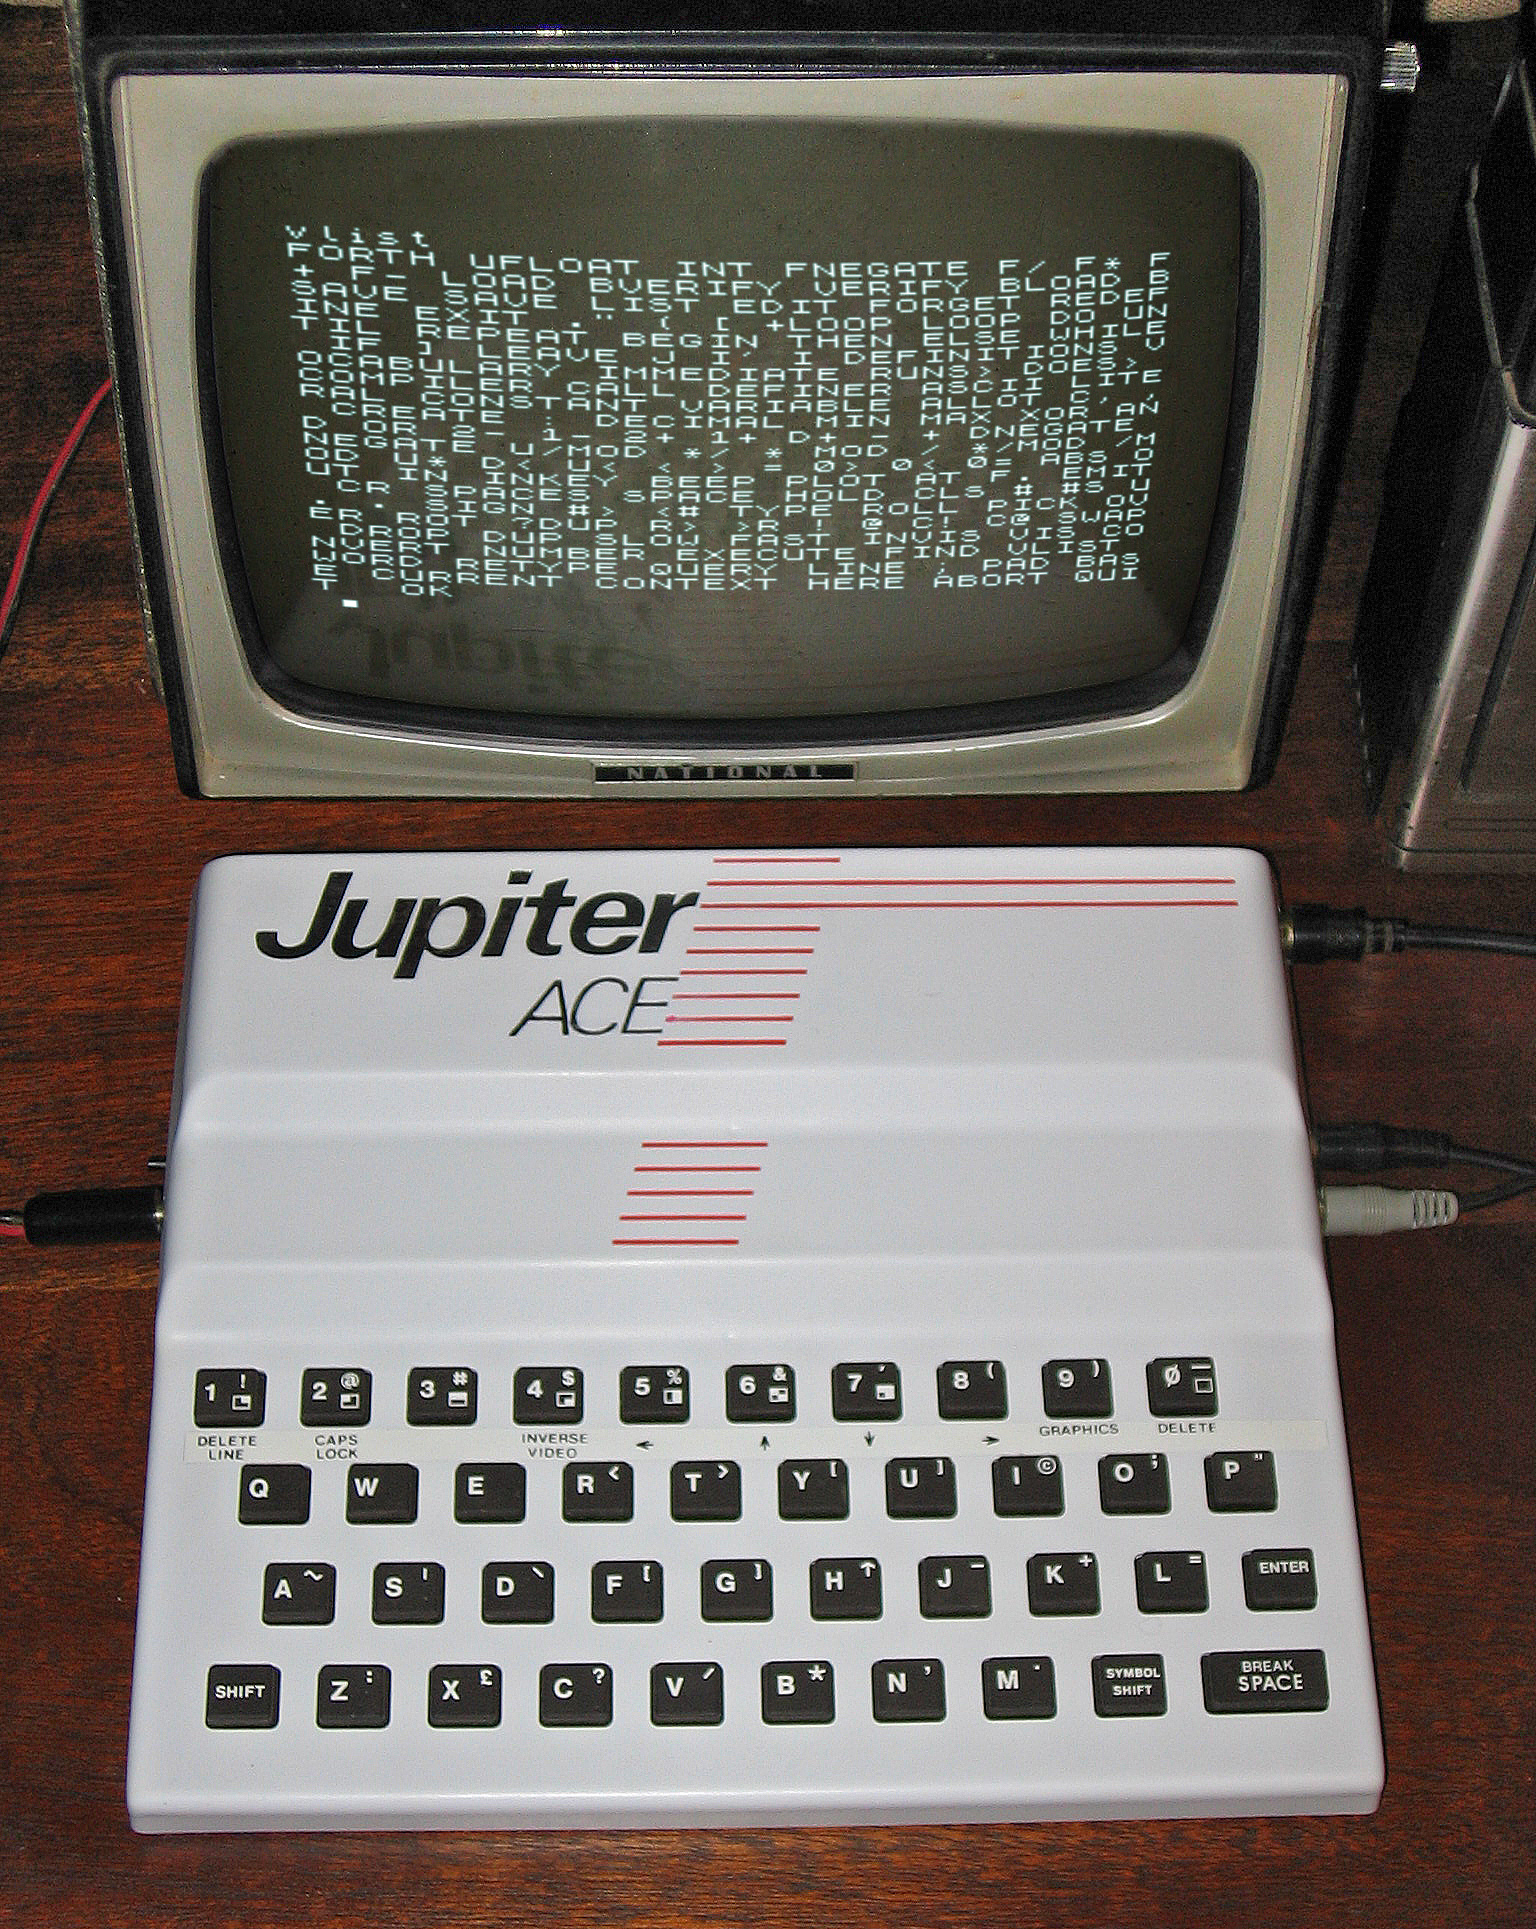 vlist
FORTH UFLOAT INT FNEGATE F/ F* F
+ F- LOAD BVERIFY VERIFY BLOAD B
SAVE SAVE LIST EDIT FORGET REDEF
INE EXIT ." ( [ +LOOP LOOP DO UN
TIL REPEAT BEGIN THEN ELSE WHILE
IF ] LEAVE J I' I DEFINITIONS V
OCABULARY IMMEDIATE RUNS> DOES>
COMPILER CALL DEFINER ASCII LITE
RAL CONSTANT VARIABLE ALLOT C, ,
CREATE : DECIMAL MIN MAX XOR AN
D OR 2- 1- 2+ 1+ D+ - + DNEGATE
NEGATE U/MOD */ * MOD / */MOD /MO
D U* D< U< < > = 0> 0< 0= ABS
OUT IN INKEY BEEP PLOT AT F. EMIT
CR SPACES SPACE HOLD CLS # #S U
. . SIGN #> <# TYPE ROLL PICK OV
ER ROT ?DUP R> >R ! @ C! C@ SWAP
DROP DUP SLOW FAST INVIS VIS CO
NVERT NUMBER EXECUTE FIND VLIST
WORD RETYPE QUERY LINE ; PAD BAS
E CURRENT CONTEXT HERE ABORT QUI
T OK
NATIONAL
Jupiter
ACE
1 ! 2 @ 3 # 4 $ 5 % 6 & 7 ' 8 ( 9 ) 0 _
DELETE LINE CAPS LOCK INVERSE VIDEO ← ↑ ↓ → GRAPHICS DELETE
Q W E R < T > Y [ U ] I © O ; P "
A ~ S | D \ F { G } H ↑ J - K + L = ENTER
SHIFT Z : X £ C ? V / B * N , M . SYMBOL SHIFT BREAK SPACE